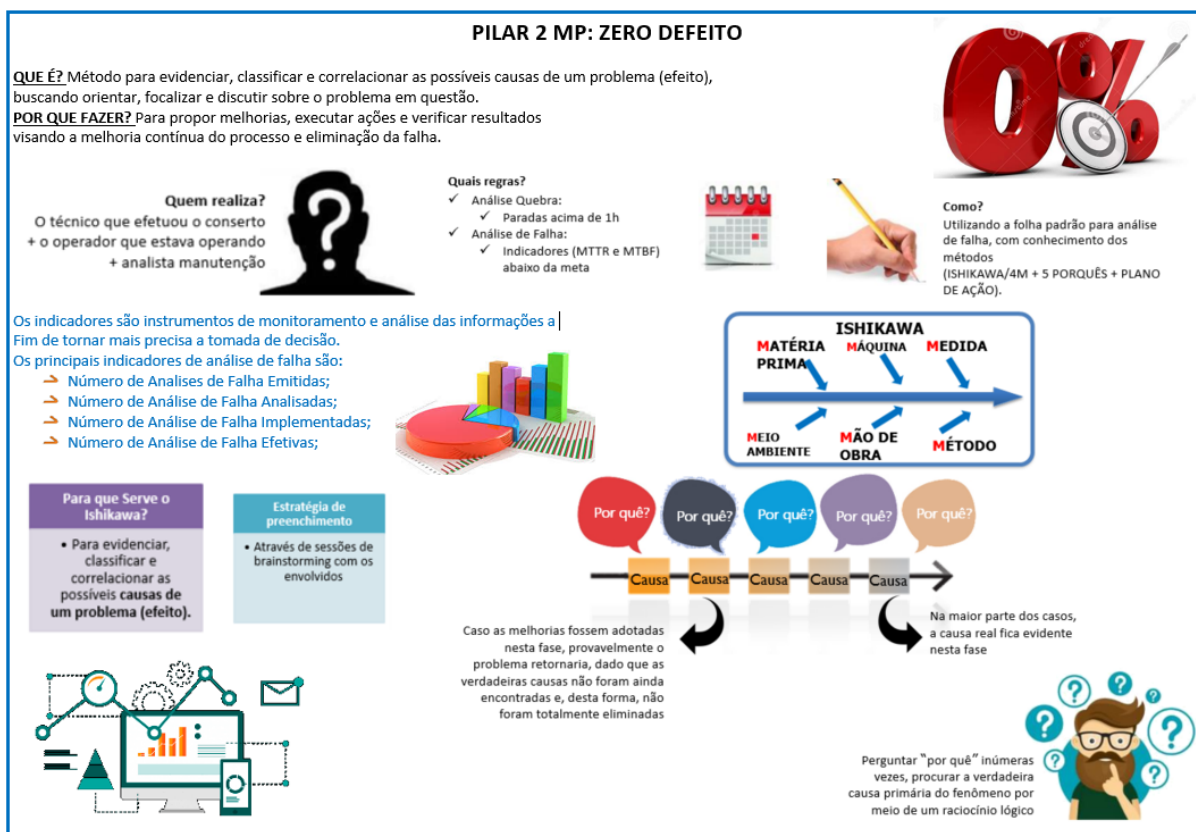 PILAR 2 MP: ZERO DEFEITO
QUE É? Método para evidenciar, classificar e correlacionar as possíveis causas de um problema (efeito),
buscando orientar, focalizar e discutir sobre o problema em questão.
POR QUE FAZER? Para propor melhorias, executar ações e verificar resultados
visando a melhoria contínua do processo e eliminação da falha.
0%
Quem realiza?
O técnico que efetuou o conserto
+ o operador que estava operando
+ analista manutenção
Quais regras?
✓ Análise Quebra:
✓ Paradas acima de 1h
✓ Análise de Falha:
✓ Indicadores (MTTR e MTBF)
abaixo da meta
Como?
Utilizando a folha padrão para análise
de falha, com conhecimento dos
métodos
(ISHIKAWA/4M + 5 PORQUÊS + PLANO
DE AÇÃO).
Os indicadores são instrumentos de monitoramento e análise das informações a
Fim de tornar mais precisa a tomada de decisão.
Os principais indicadores de análise de falha são:
Número de Analises de Falha Emitidas;
Número de Análise de Falha Analisadas;
Número de Análise de Falha Implementadas;
Número de Análise de Falha Efetivas;
ISHIKAWA
MATÉRIA
PRIMA
MÁQUINA
MEDIDA
MEIO
AMBIENTE
MÃO DE
OBRA
MÉTODO
Para que Serve o
Ishikawa?
• Para evidenciar,
classificar e
correlacionar as
possíveis causas de
um problema (efeito).
Estratégia de
preenchimento
• Através de sessões de
brainstorming com os
envolvidos
Por quê?
Por quê?
Por quê?
Por quê?
Por quê?
Causa
Causa
Causa
Causa
Causa
Caso as melhorias fossem adotadas
nesta fase, provavelmente o
problema retornaria, dado que as
verdadeiras causas não foram ainda
encontradas e, desta forma, não
foram totalmente eliminadas
Na maior parte dos casos,
a causa real fica evidente
nesta fase
Perguntar "por quê" inúmeras
vezes, procurar a verdadeira
causa primária do fenômeno por
meio de um raciocínio lógico